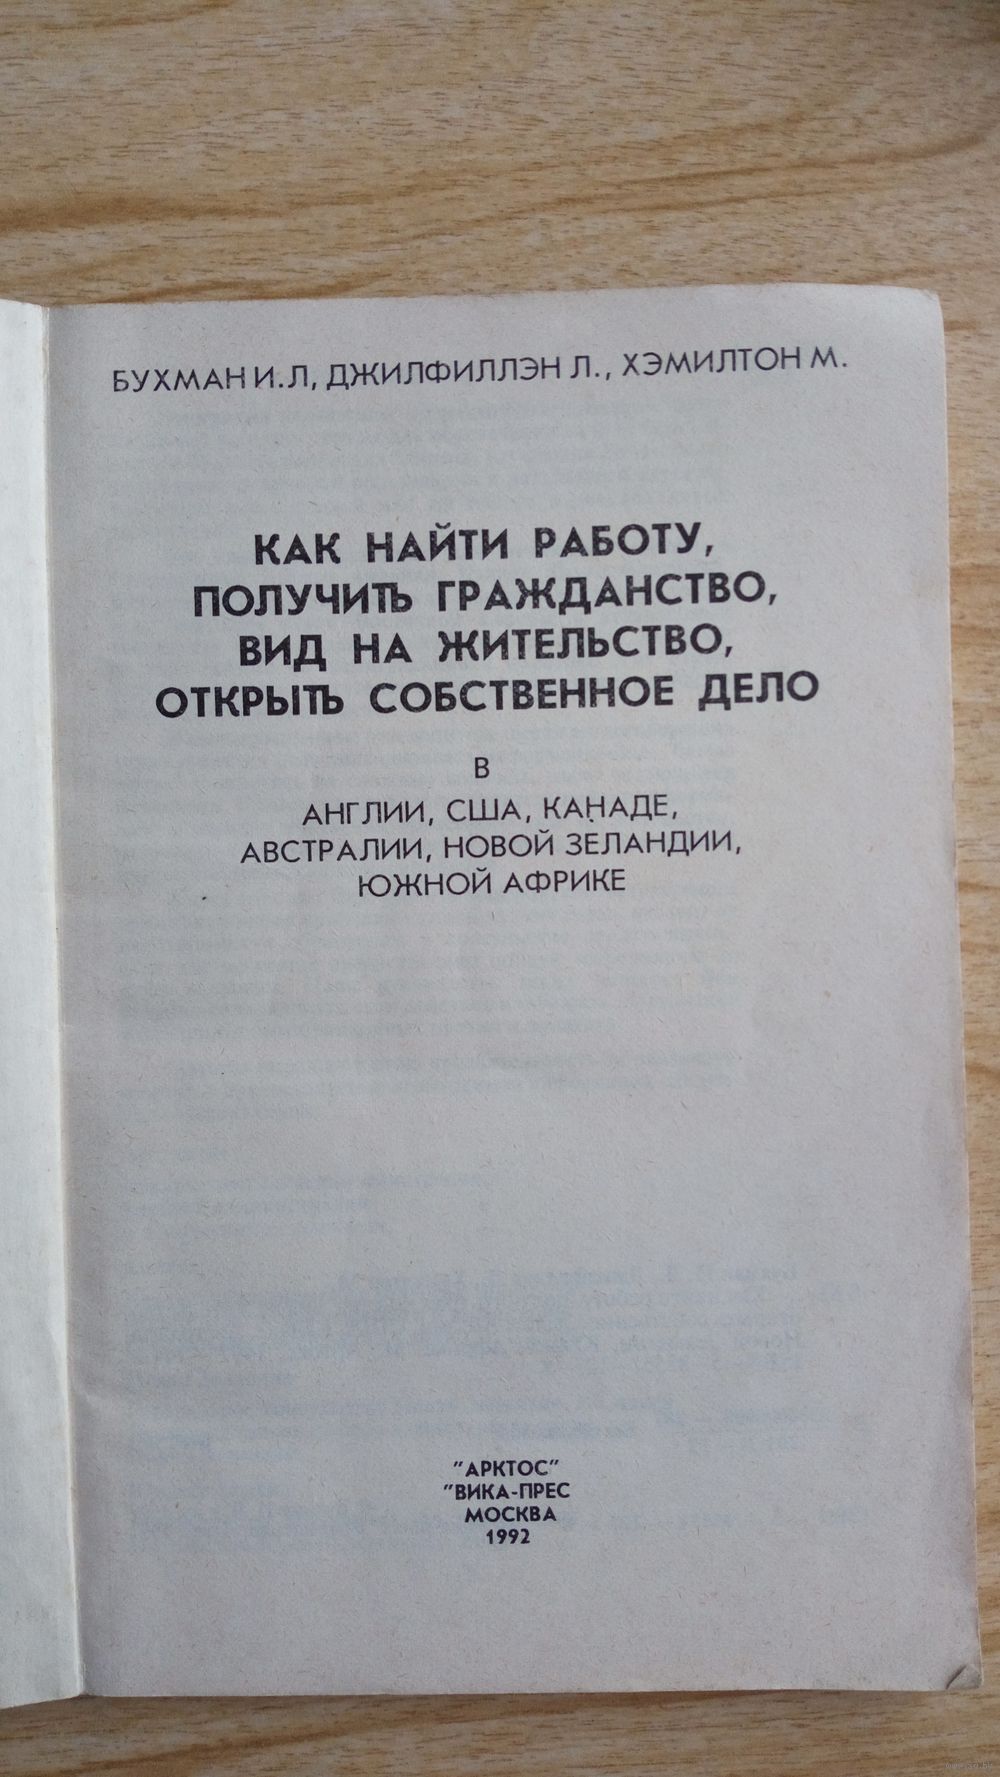 БУХМАН И.Л, ДЖИЛФИЛЛЭН Л., ХЭМИЛТОН М.
КАК НАЙТИ РАБОТУ,
ПОЛУЧИТЬ ГРАЖДАНСТВО,
ВИД НА ЖИТЕЛЬСТВО,
ОТКРЫТЬ СОБСТВЕННОЕ ДЕЛО
В
АНГЛИИ, США, КАНАДЕ,
АВСТРАЛИИ, НОВОЙ ЗЕЛАНДИИ,
ЮЖНОЙ АФРИКЕ
"АРКТОС"
"ВИКА-ПРЕС
МОСКВА
1992